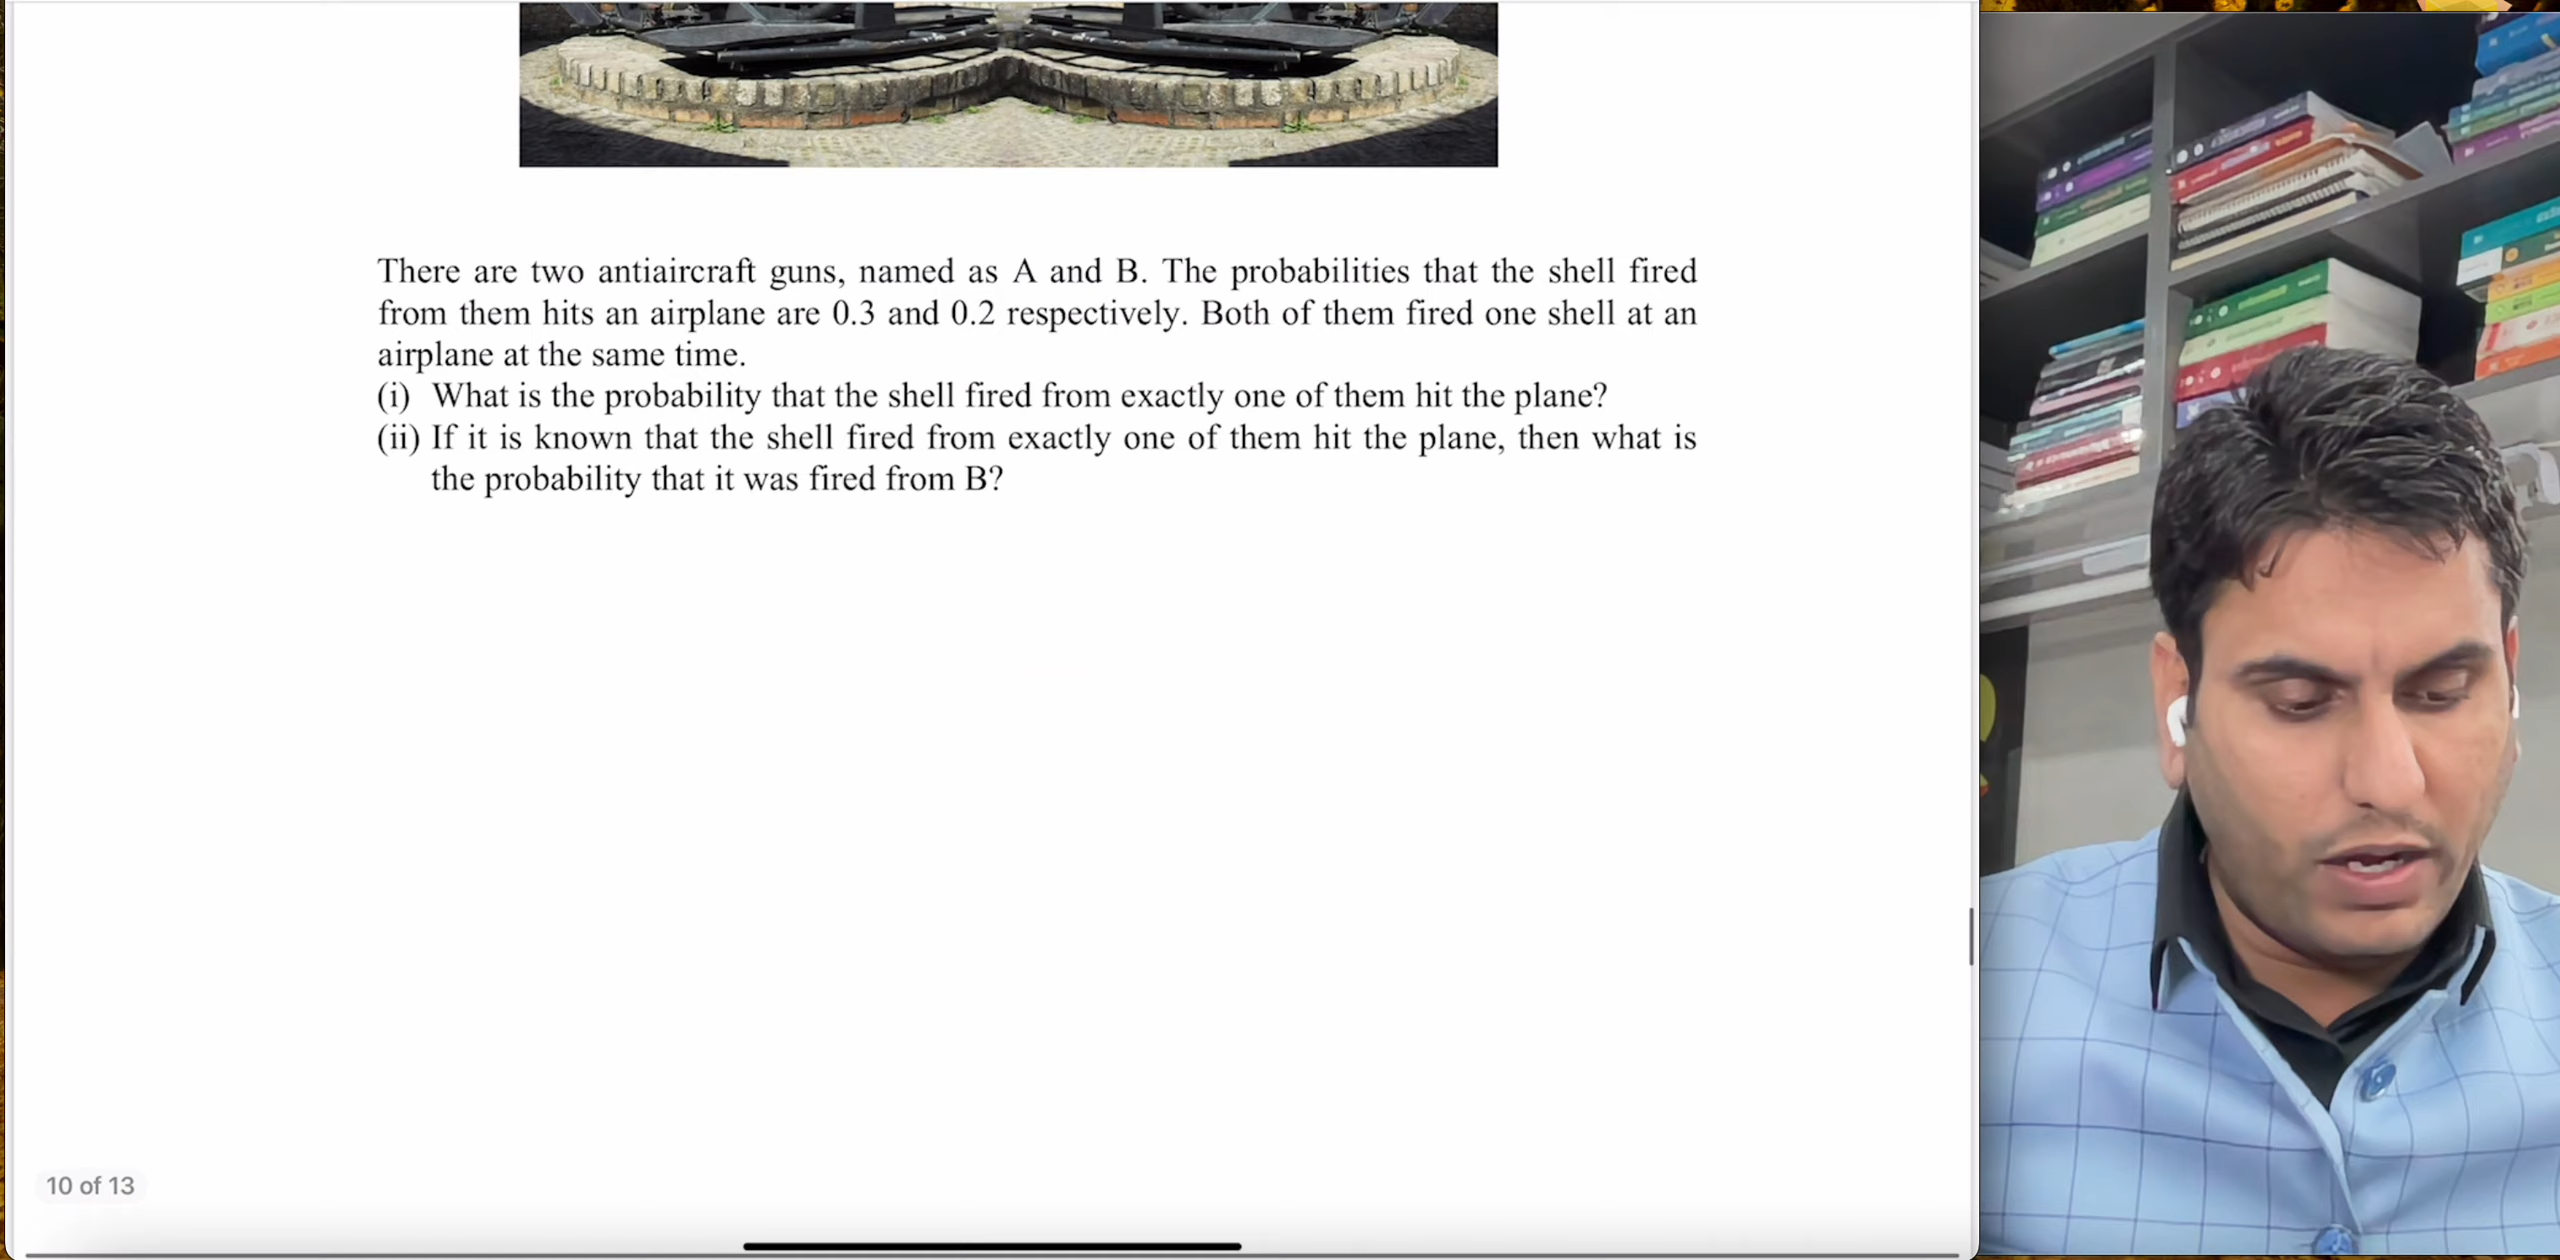 There are two antiaircraft guns, named as A and B. The probabilities that the shell fired
from them hits an airplane are 0.3 and 0.2 respectively. Both of them fired one shell at an
airplane at the same time.
(i) What is the probability that the shell fired from exactly one of them hit the plane?
(ii) If it is known that the shell fired from exactly one of them hit the plane, then what is
the probability that it was fired from B?
10 of 13